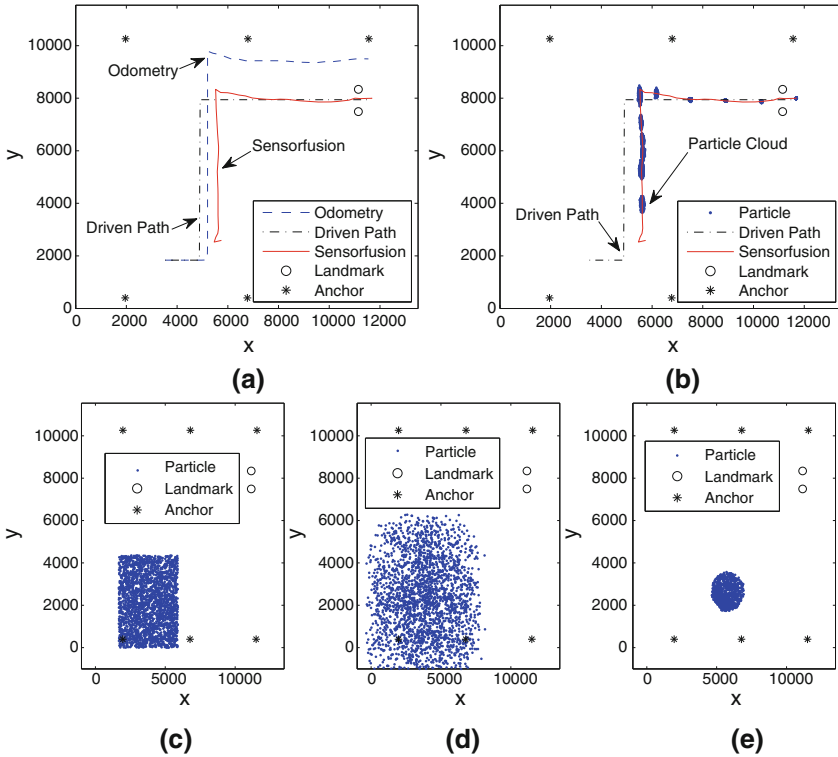 10000
8000
6000
4000
2000
0
y
Odometry
Sensorfusion
Driven Path
Odometry
Driven Path
Sensorfusion
Landmark
Anchor
0 2000 4000 6000 8000 10000 12000
x
(a)
10000
8000
6000
4000
2000
0
y
Particle Cloud
Driven Path
Particle
Driven Path
Sensorfusion
Landmark
Anchor
0 2000 4000 6000 8000 10000 12000
x
(b)
10000
8000
6000
4000
2000
0
y
Particle
Landmark
Anchor
0 5000 10000
x
(c)
10000
8000
6000
4000
2000
0
y
Particle
Landmark
Anchor
0 5000 10000
x
(d)
10000
8000
6000
4000
2000
0
y
Particle
Landmark
Anchor
0 5000 10000
x
(e)